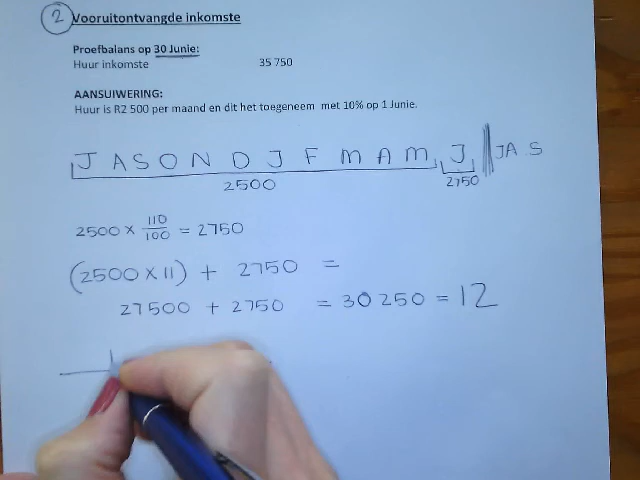 2 Vooruitontvangde inkomste
Proefbalans op 30 Junie:
Huur inkomste 35 750
AANSUIWERING:
Huur is R2 500 per maand en dit het toegeneem met 10% op 1 Junie.
J A S O N D J F M A M J J A S
2500 2750
2500 × 110/100 = 2750
(2500 × 11) + 2750 =
27500 + 2750 = 30 250 = 12